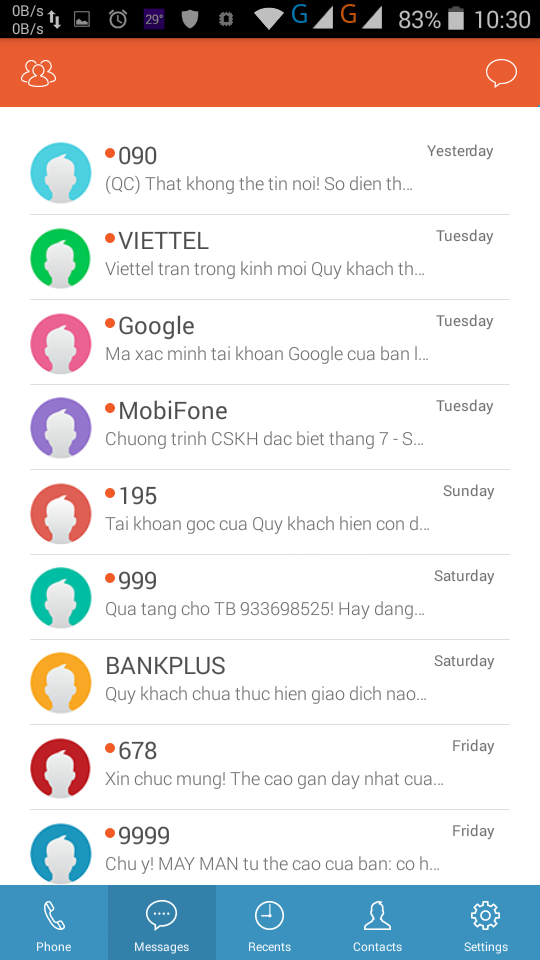 0B/s
0B/s
29°
G
G
83%
10:30
090
Yesterday
(QC) That khong the tin noi! So dien th...
VIETTEL
Tuesday
Viettel tran trong kinh moi Quy khach th...
Google
Tuesday
Ma xac minh tai khoan Google cua ban l...
MobiFone
Tuesday
Chuong trinh CSKH dac biet thang 7 - S...
195
Sunday
Tai khoan goc cua Quy khach hien con d...
999
Saturday
Qua tang cho TB 933698525! Hay dang...
BANKPLUS
Saturday
Quy khach chua thuc hien giao dich nao...
678
Friday
Xin chuc mung! The cao gan day nhat cua...
9999
Friday
Chu y! MAY MAN tu the cao cua ban: co h...
Phone
Messages
Recents
Contacts
Settings